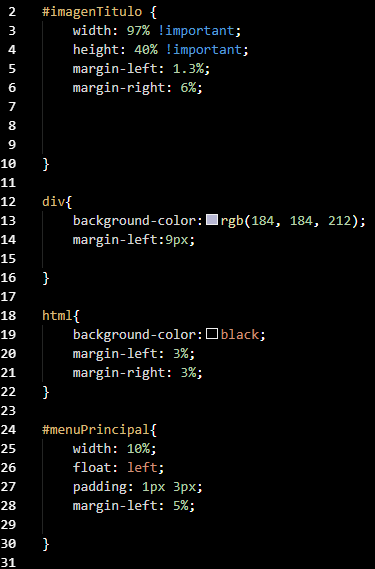 2 #imagenTitulo {
3 width: 97% !important;
4 height: 40% !important;
5 margin-left: 1.3%;
6 margin-right: 6%;
7
8
9
10 }
11
12 div{
13 background-color: rgb(184, 184, 212);
14 margin-left:9px;
15
16 }
17
18 html{
19 background-color: black;
20 margin-left: 3%;
21 margin-right: 3%;
22 }
23
24 #menuPrincipal{
25 width: 10%;
26 float: left;
27 padding: 1px 3px;
28 margin-left: 5%;
29
30 }
31